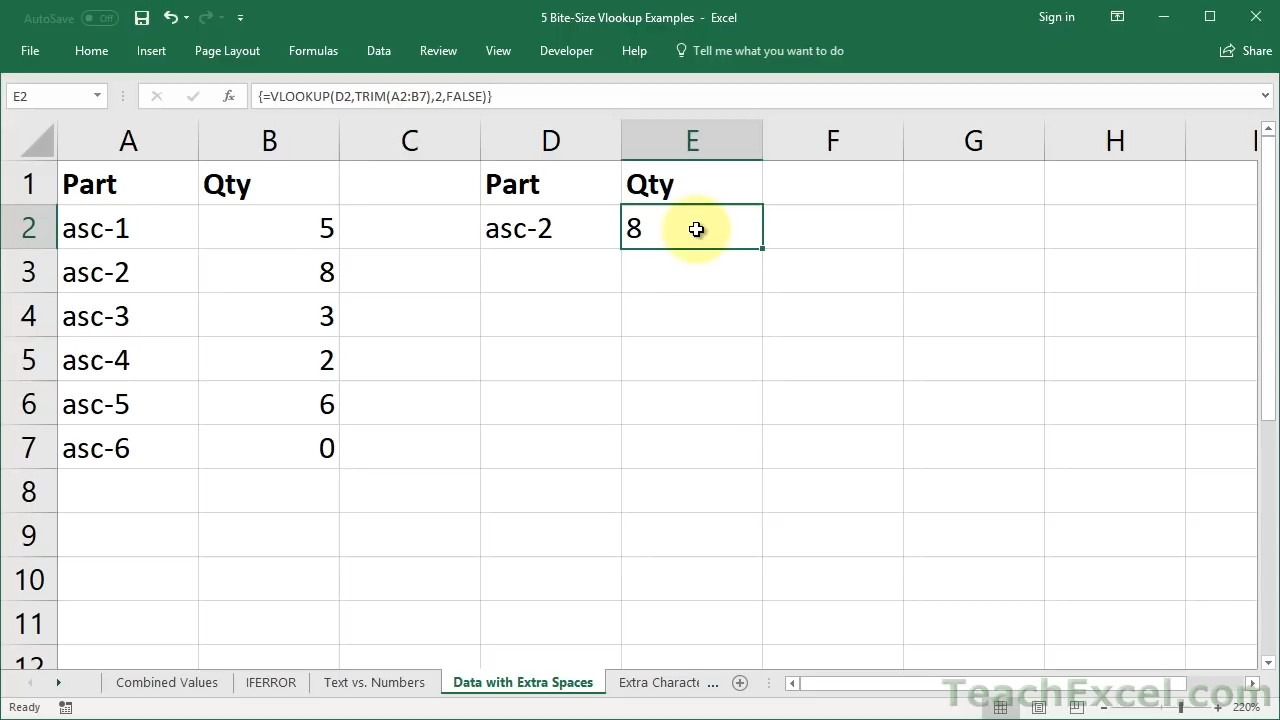 AutoSave Off
5 Bite-Size Vlookup Examples - Excel
Sign in
File Home Insert Page Layout Formulas Data Review View Developer Help Tell me what you want to do Share
E2 fx {=VLOOKUP(D2,TRIM(A2:B7),2,FALSE)}
A B C D E F G H I
1 Part Qty Part Qty
2 asc-1 5 asc-2 8
3 asc-2 8
4 asc-3 3
5 asc-4 2
6 asc-5 6
7 asc-6 0
8
9
10
11
12
Combined Values IFERROR Text vs. Numbers Data with Extra Spaces Extra Characte ...
TeachExcel.com
Ready 220%